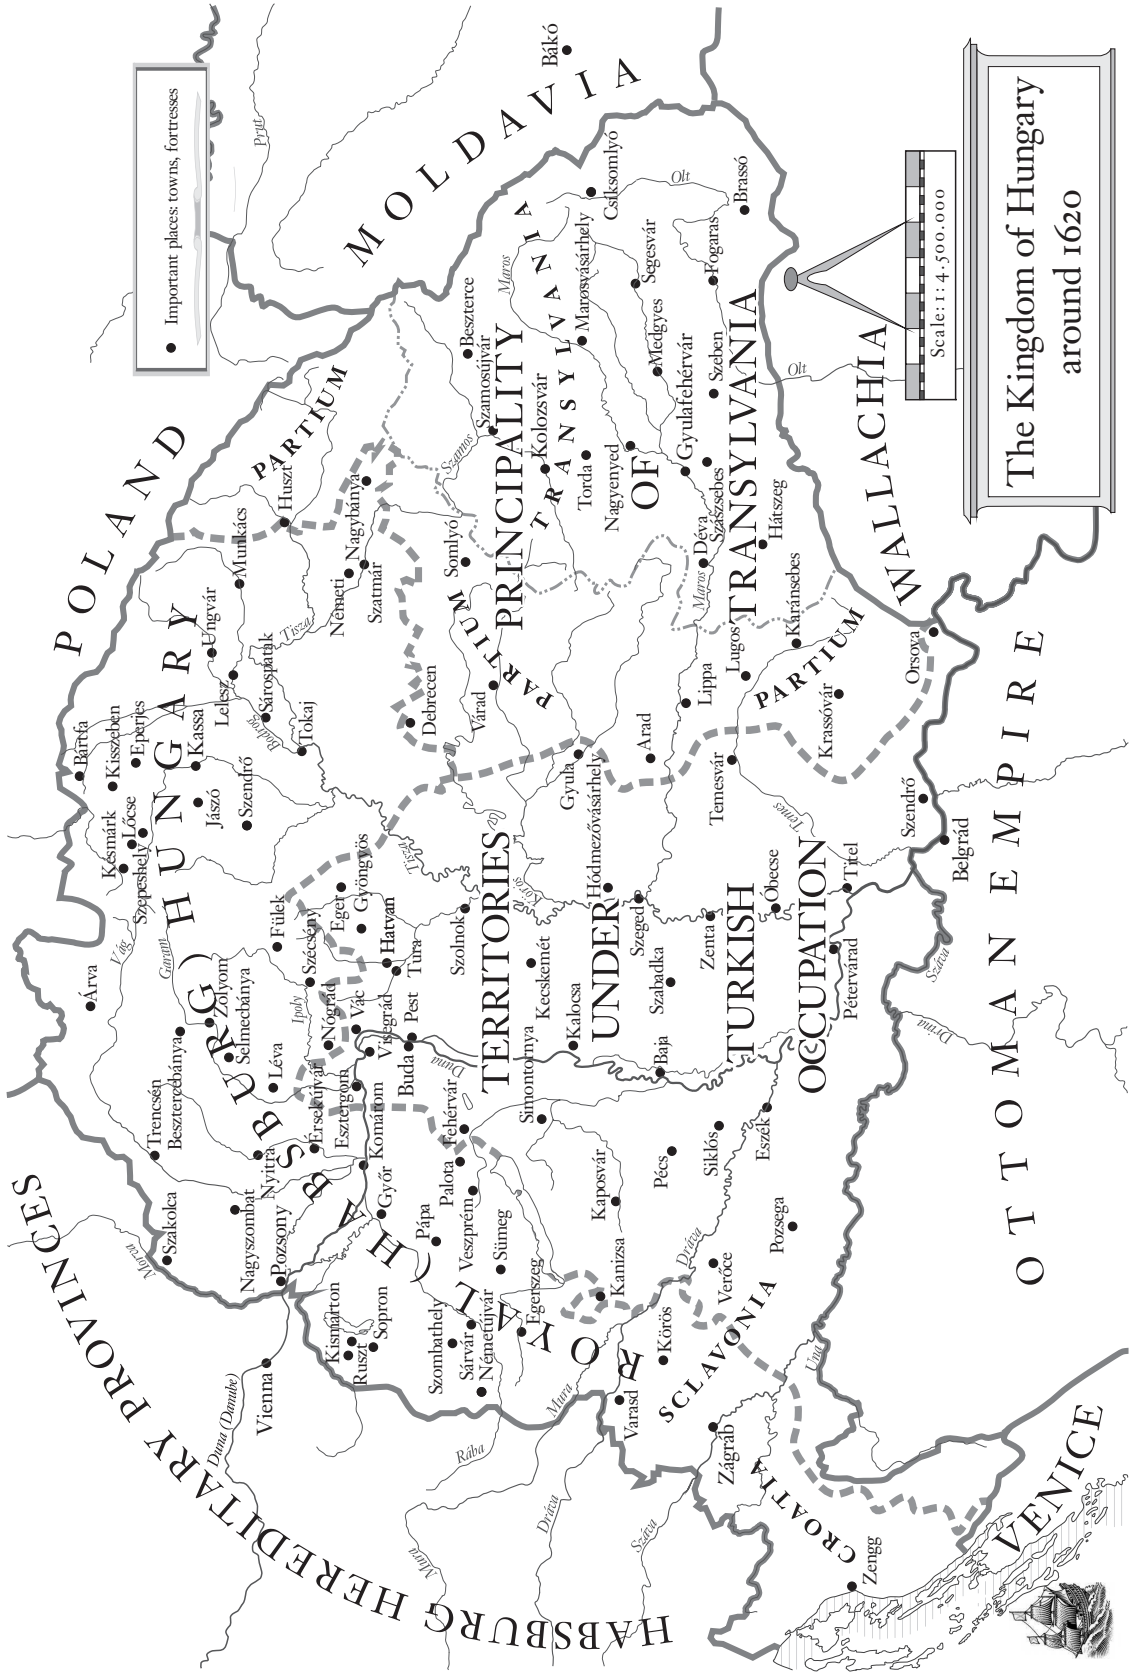 The Kingdom of Hungary
around 1620
Scale: 1:4.500.000
Important places: towns, fortresses
HABSBURG HEREDITARY PROVINCES
POLAND
MOLDAVIA
WALLACHIA
OTTOMAN EMPIRE
VENICE
ROYAL (HABSBURG) HUNGARY
PRINCIPALITY
OF
TRANSYLVANIA
TRANSYLVANIA
TERRITORIES
UNDER
TURKISH
OCCUPATION
PARTIUM
PARTIUM
PARTIUM
PARTIUM
SCLAVONIA
CROATIA
Szakolca
Trencsén
Árva
Késmárk
Lőcse
Szepeshely
Bártfa
Kisszeben
Eperjes
Kassa
Jászó
Szendrő
Lelesz
Ungvár
Munkács
Sárospatak
Tokaj
Huszt
Nagybánya
Németi
Szatmár
Besztercebánya
Zólyom
Selmecbánya
Léva
Nagyszombat
Nyitra
Pozsony
Érsekújvár
Esztergom
Komárom
Győr
Fülek
Szécsény
Nógrád
Vác
Visegrád
Eger
Gyöngyös
Hatvan
Tura
Pest
Buda
Vienna
Kismarton
Ruszt
Sopron
Szombathely
Sárvár
Németújvár
Egerszeg
Sümeg
Pápa
Veszprém
Palota
Fehérvár
Simontornya
Szolnok
Kecskemét
Kalocsa
Debrecen
Várad
Somlyó
Gyula
Hódmezővásárhely
Szeged
Szabadka
Zenta
Óbecse
Titel
Pétervárad
Baja
Pécs
Siklós
Eszék
Kaposvár
Kanizsa
Pozsega
Verőce
Körös
Varasd
Zágráb
Zengg
Arad
Lippa
Temesvár
Lugos
Karánsebes
Krassóvár
Orsova
Szendrő
Belgrád
Beszterce
Szamosújvár
Kolozsvár
Torda
Nagyenyed
Gyulafehérvár
Szászsebes
Déva
Hátszeg
Szeben
Medgyes
Segesvár
Marosvásárhely
Csíksomlyó
Fogaras
Brassó
Bákó
Prut
Morva
Vág
Garam
Ipoly
Bodrog
Tisza
Tisza
Szamos
Maros
Maros
Olt
Olt
Körös
Temes
Duna
Duna (Danube)
Rába
Mura
Mura
Dráva
Dráva
Száva
Száva
Una
Drina